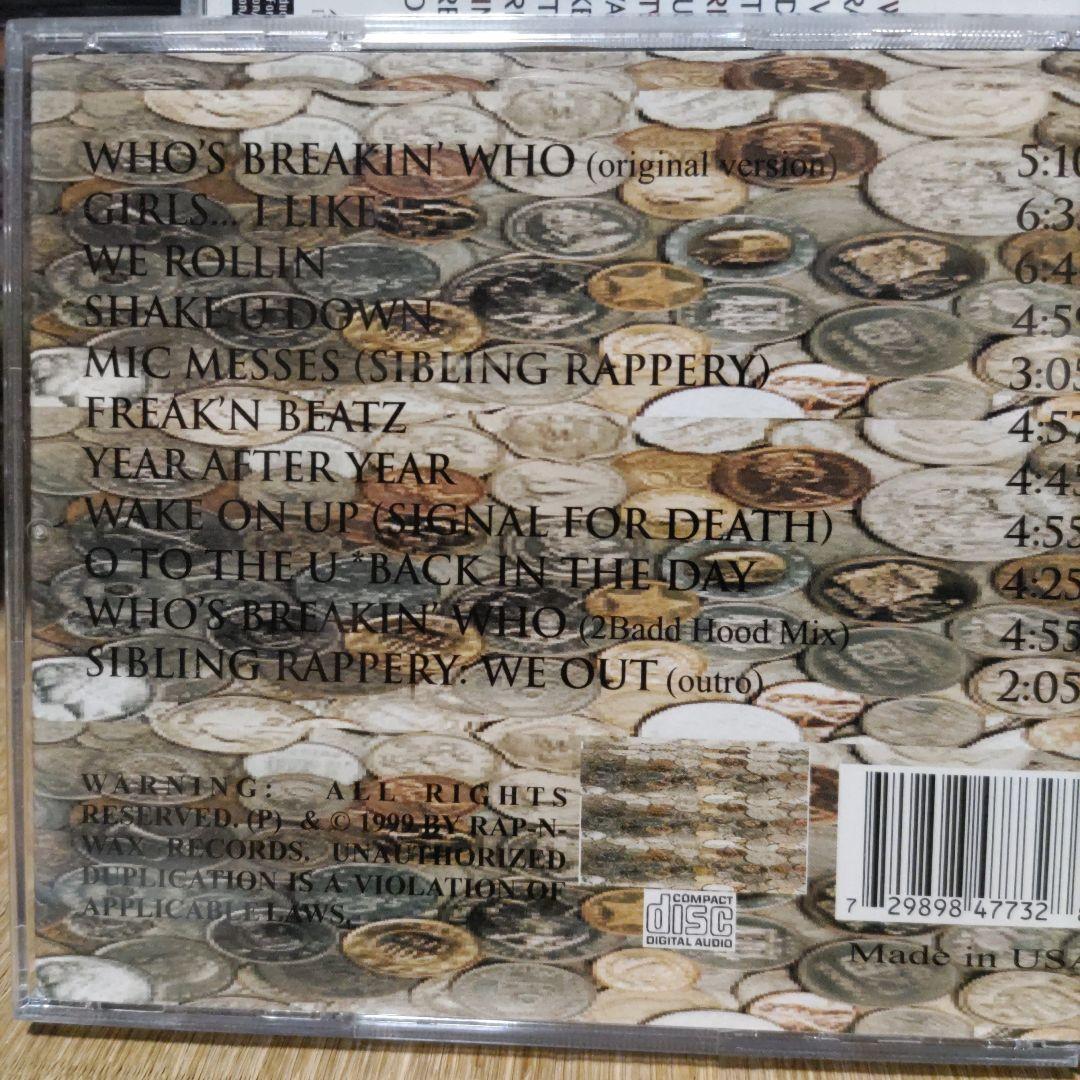 WHO'S BREAKIN' WHO (original version) 5:10
GIRLS... I LIKE 6:3
WE ROLLIN 6:4
SHAKE U DOWN 4:59
MIC MESSES (SIBLING RAPPERY) 3:05
FREAK'N BEATZ 4:57
YEAR AFTER YEAR 4:45
WAKE ON UP (SIGNAL FOR DEATH) 4:55
O TO THE U *BACK IN THE DAY 4:25
WHO'S BREAKIN' WHO (2Badd Hood Mix) 4:55
SIBLING RAPPERY: WE OUT (outro) 2:05
WARNING: ALL RIGHTS
RESERVED. (P) & © 1999 BY RAP-N-
WAX RECORDS. UNAUTHORIZED
DUPLICATION IS A VIOLATION OF
APPLICABLE LAWS.
COMPACT
disc
DIGITAL AUDIO
7 29898 47732
Made in USA